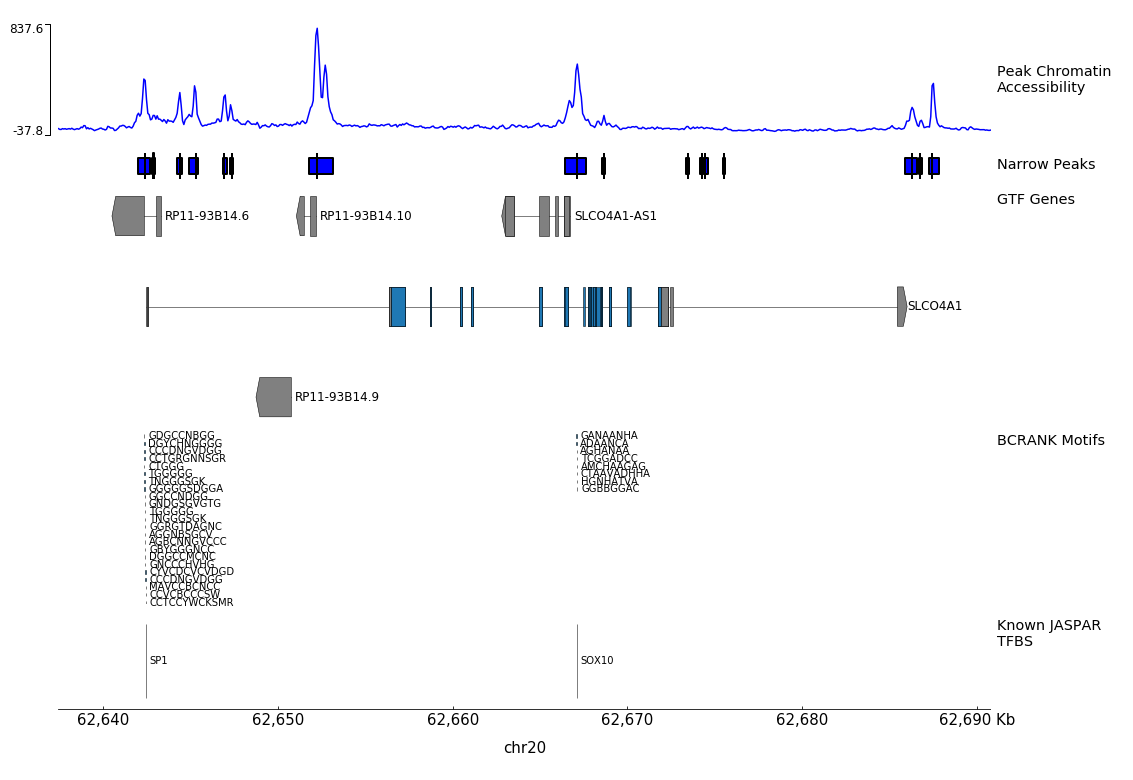 837.6
-37.8
Peak Chromatin
Accessibility
Narrow Peaks
GTF Genes
RP11-93B14.6
RP11-93B14.10
SLCO4A1-AS1
SLCO4A1
RP11-93B14.9
BCRANK Motifs
GDGCCNBGG
DGYCHNGGGG
CCCDNGVDGG
CCTGRGNNSGR
CTGGG
TGGGGG
TNGGGSGK
GGGGGSDGGA
GGCCNDGG
GNDGSGVGTG
TGGGGG
TNGGGSGK
GGRGTDAGNC
AGGNBSGCV
AGBCNNGVCCC
GBYGGGNCC
DGGCCMCNC
GNCCCHVHG
CYVCDCVCVDGD
CCCDNGVDGG
MAVCCBCNCC
CCVCBCCCSW
CCTCCYWCKSMR
GANAANHA
ADAANCA
AGHANAA
TCGGADCC
AMCHAAGAG
CTAAVADHHA
HGNHATVA
GGBBGGAC
Known JASPAR
TFBS
SP1
SOX10
62,640
62,650
62,660
62,670
62,680
62,690 Kb
chr20